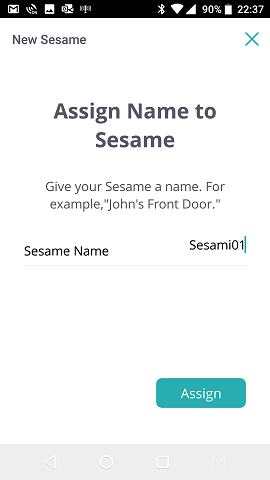 90% 22:37
New Sesame
Assign Name to
Sesame
Give your Sesame a name. For
example,"John's Front Door."
Sesame Name Sesami01
Assign